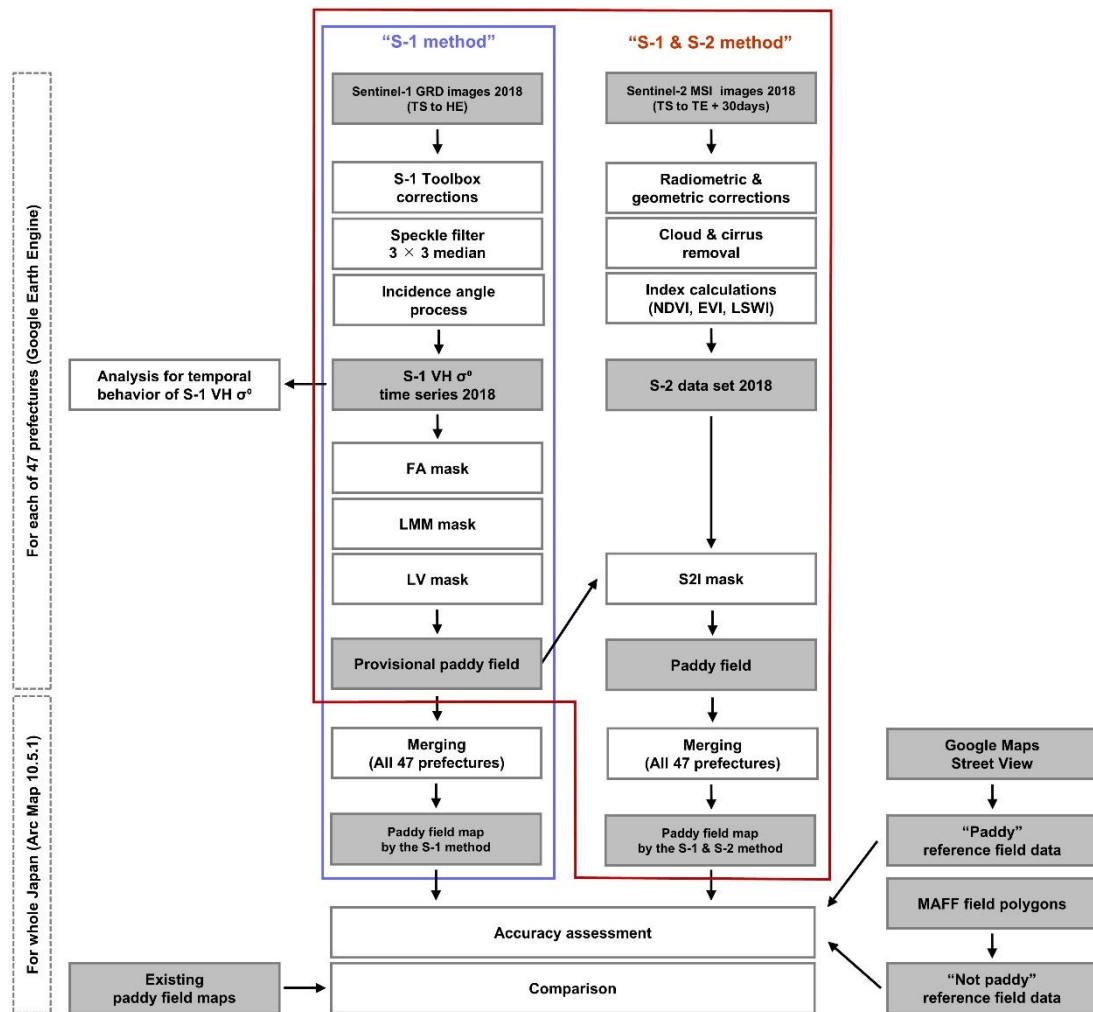 “S-1 method”
“S-1 & S-2 method”
For each of 47 prefectures (Google Earth Engine)
Sentinel-1 GRD images 2018
(TS to HE)
Sentinel-2 MSI images 2018
(TS to TE + 30days)
S-1 Toolbox
corrections
Radiometric &
geometric corrections
Speckle filter
3 × 3 median
Cloud & cirrus
removal
Incidence angle
process
Index calculations
(NDVI, EVI, LSWI)
Analysis for temporal
behavior of S-1 VH σ⁰
S-1 VH σ⁰
time series 2018
S-2 data set 2018
FA mask
LMM mask
LV mask
S2I mask
Provisional paddy field
Paddy field
For whole Japan (Arc Map 10.5.1)
Merging
(All 47 prefectures)
Merging
(All 47 prefectures)
Google Maps
Street View
Paddy field map
by the S-1 method
Paddy field map
by the S-1 & S-2 method
“Paddy”
reference field data
MAFF field polygons
Accuracy assessment
Existing
paddy field maps
Comparison
“Not paddy”
reference field data